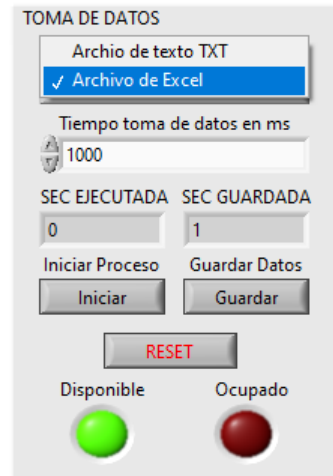 TOMA DE DATOS
Archio de texto TXT
✓ Archivo de Excel
Tiempo toma de datos en ms
1000
SEC EJECUTADA SEC GUARDADA
0 1
Iniciar Proceso Guardar Datos
Iniciar Guardar
RESET
Disponible Ocupado